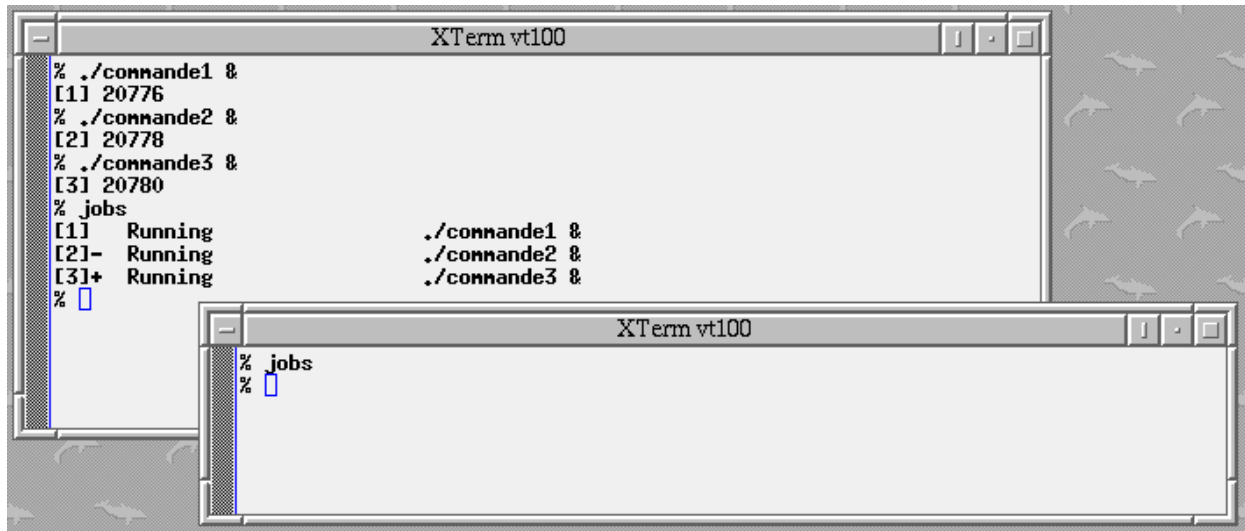 XTerm vt100
% ./commande1 &
[1] 20776
% ./commande2 &
[2] 20778
% ./commande3 &
[3] 20780
% jobs
[1]   Running                 ./commande1 &
[2]-  Running                 ./commande2 &
[3]+  Running                 ./commande3 &
%
XTerm vt100
% jobs
%